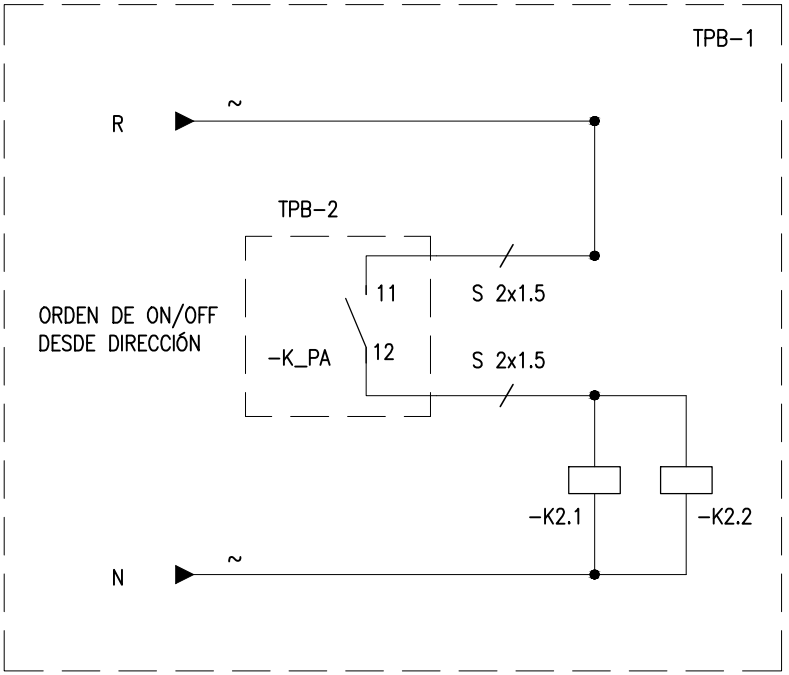 TPB-1
R
~
TPB-2
11
S 2x1.5
ORDEN DE ON/OFF
DESDE DIRECCIÓN
-K_PA
12
S 2x1.5
-K2.1
-K2.2
N
~